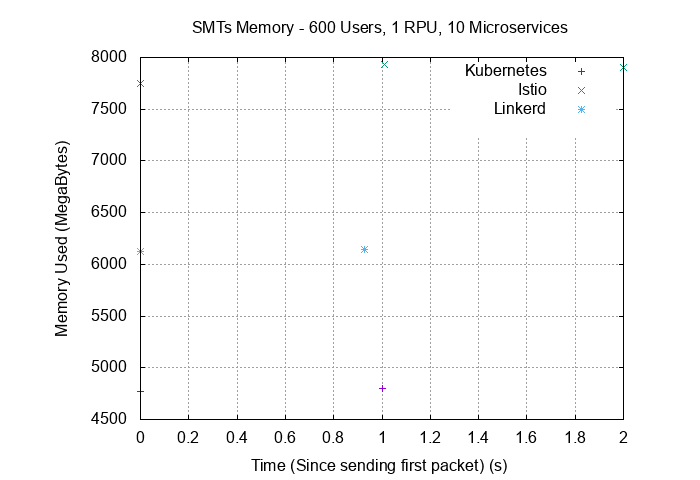 SMTs Memory - 600 Users, 1 RPU, 10 Microservices
Memory Used (MegaBytes)
8000
7500
7000
6500
6000
5500
5000
4500
Kubernetes
Istio
Linkerd
0 0.2 0.4 0.6 0.8 1 1.2 1.4 1.6 1.8 2
Time (Since sending first packet) (s)